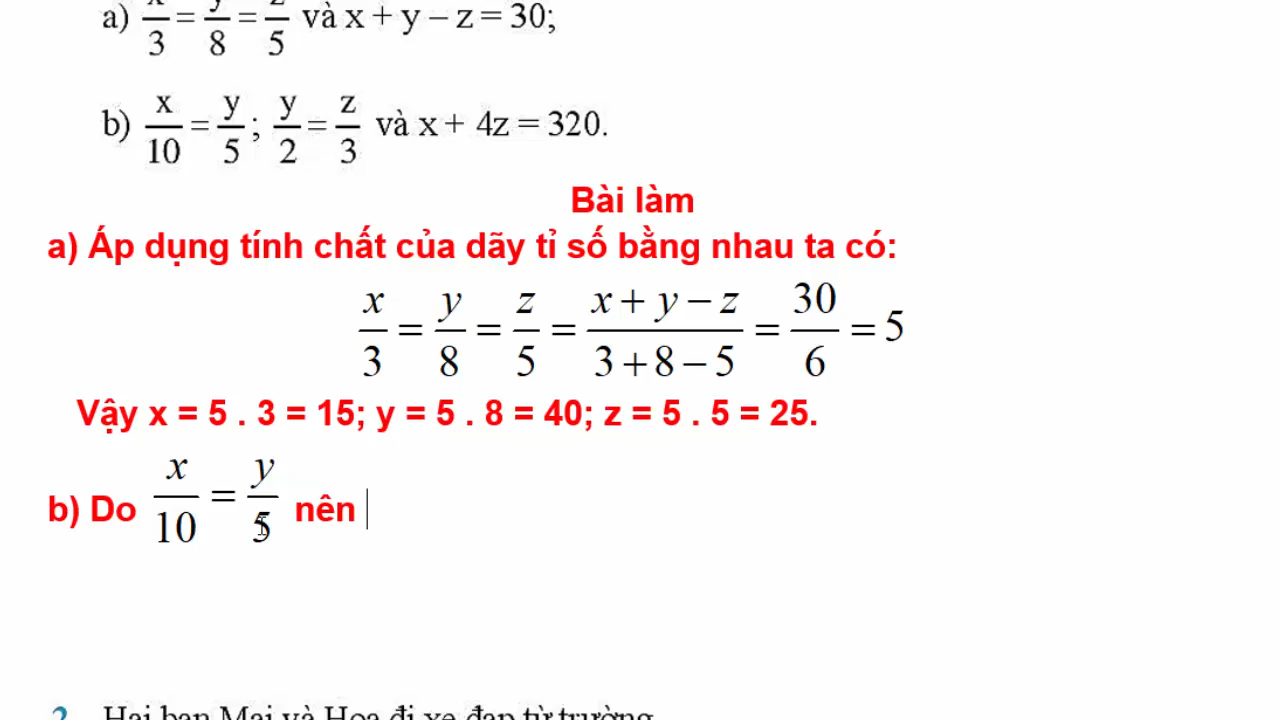 a) x/3 = y/8 = z/5 và x + y – z = 30;
b) x/10 = y/5; y/2 = z/3 và x + 4z = 320.
Bài làm
a) Áp dụng tính chất của dãy tỉ số bằng nhau ta có:
x/3 = y/8 = z/5 = (x + y − z)/(3 + 8 − 5) = 30/6 = 5
Vậy x = 5 . 3 = 15; y = 5 . 8 = 40; z = 5 . 5 = 25.
b) Do x/10 = y/5 nên
2. Hai bạn Mai và Hoa đi xe đạp từ trường